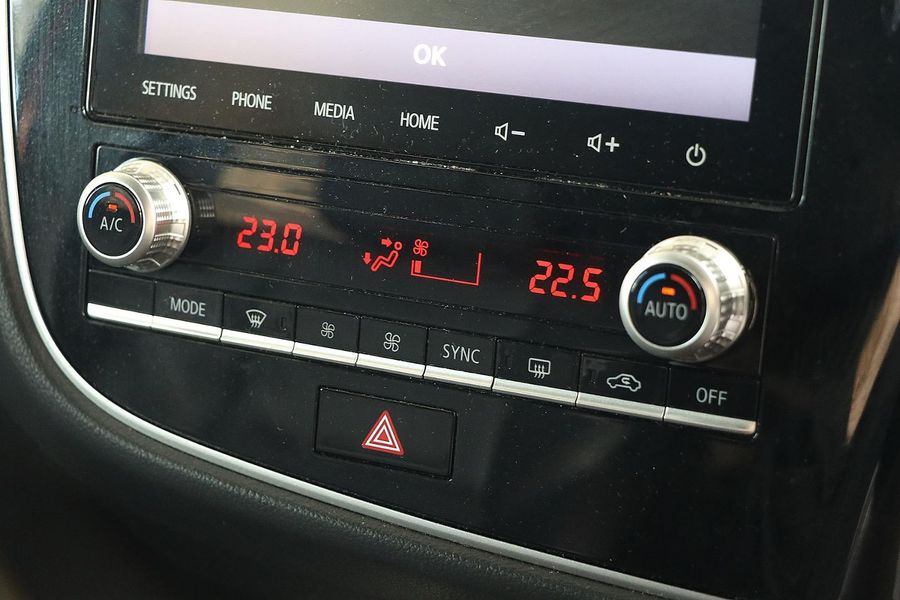 OK
SETTINGS PHONE MEDIA HOME
A/C 23.0 22.5 AUTO
MODE SYNC OFF